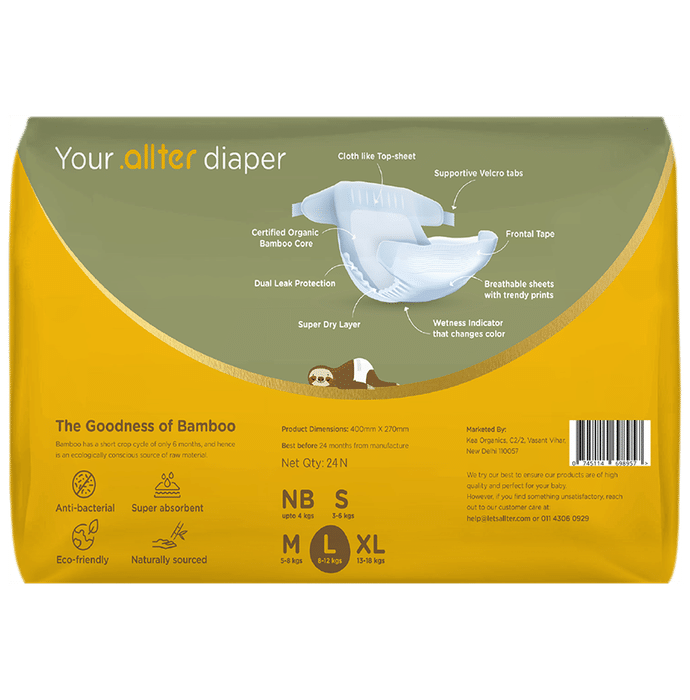 Your .allter diaper
Cloth like Top-sheet
Supportive Velcro tabs
Certified Organic
Bamboo Core
Frontal Tape
Dual Leak Protection
Breathable sheets
with trendy prints
Super Dry Layer
Wetness Indicator
that changes color
The Goodness of Bamboo
Bamboo has a short crop cycle of only 6 months, and hence
is an ecologically conscious source of raw material.
Anti-bacterial
Super absorbent
Eco-friendly
Naturally sourced
Product Dimensions: 400mm X 270mm
Best before 24 months from manufacture
Net Qty: 24N
NB S
upto 4 kgs 3-6 kgs
M L XL
5-8 kgs 8-12 kgs 13-18 kgs
Marketed By:
Kea Organics, C2/2, Vasant Vihar,
New Delhi 110057
0 745114 698957 >
We try our best to ensure our products are of high
quality and perfect for your baby.
However, if you find something unsatisfactory, reach
out to our customer care at:
help@letsallter.com or 011 4306 0929